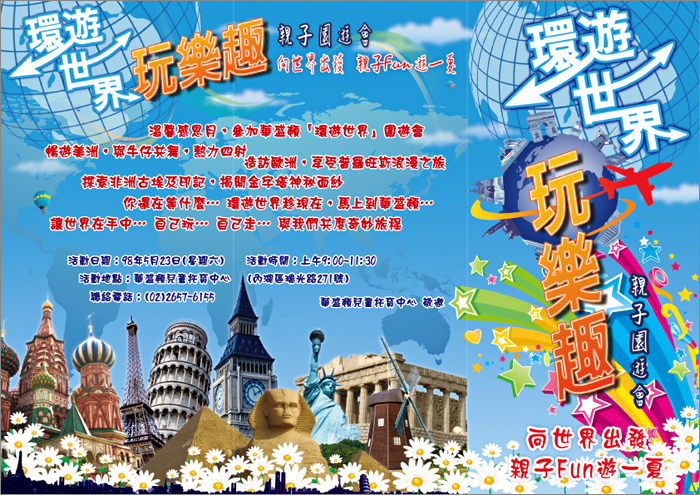 環遊
世界
玩樂趣
親子園遊會
向世界出發 親子Fun遊一夏
溫馨感恩月，參加華盛頓「環遊世界」園遊會
暢遊美洲，與牛仔共舞，熱力四射
造訪歐洲，享受普羅旺斯浪漫之旅
探索非洲古埃及印記，揭開金字塔神秘面紗
你還在等什麼… 環遊世界趁現在，馬上到華盛頓…
讓世界在手中… 自己玩… 自己走… 與我們共度奇妙旅程
活動日期：98年5月23日(星期六)
活動時間：上午9:00~11:30
活動地點：華盛頓兒童托育中心
(內湖區湖光路271號)
聯絡電話：(02)2657-6155
華盛頓兒童托育中心 敬邀
環遊
世界
玩樂趣
親子園遊會
向世界出發
親子Fun遊一夏